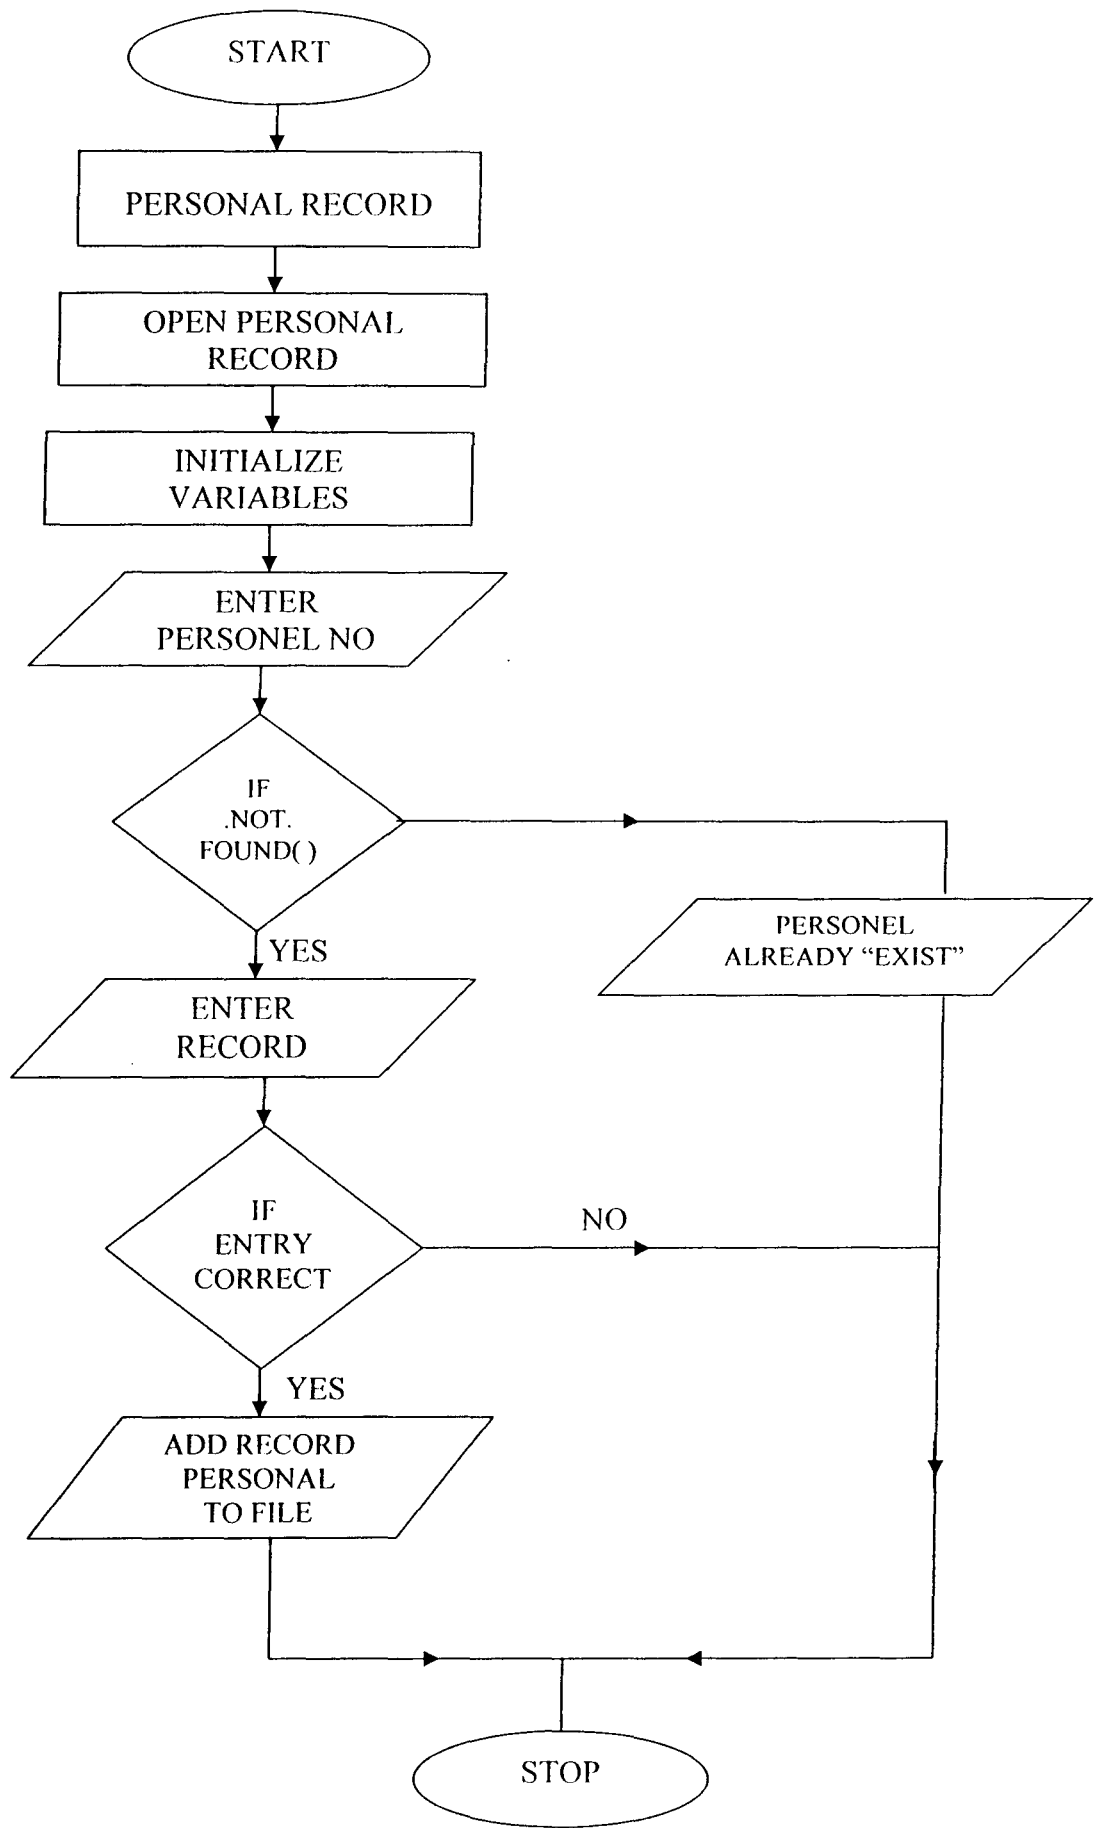 START
PERSONAL RECORD
OPEN PERSONAL
RECORD
INITIALIZE
VARIABLES
ENTER
PERSONEL NO
IF
.NOT.
FOUND( )
PERSONEL
ALREADY “EXIST”
YES
ENTER
RECORD
IF
ENTRY
CORRECT
NO
YES
ADD RECORD
PERSONAL
TO FILE
STOP